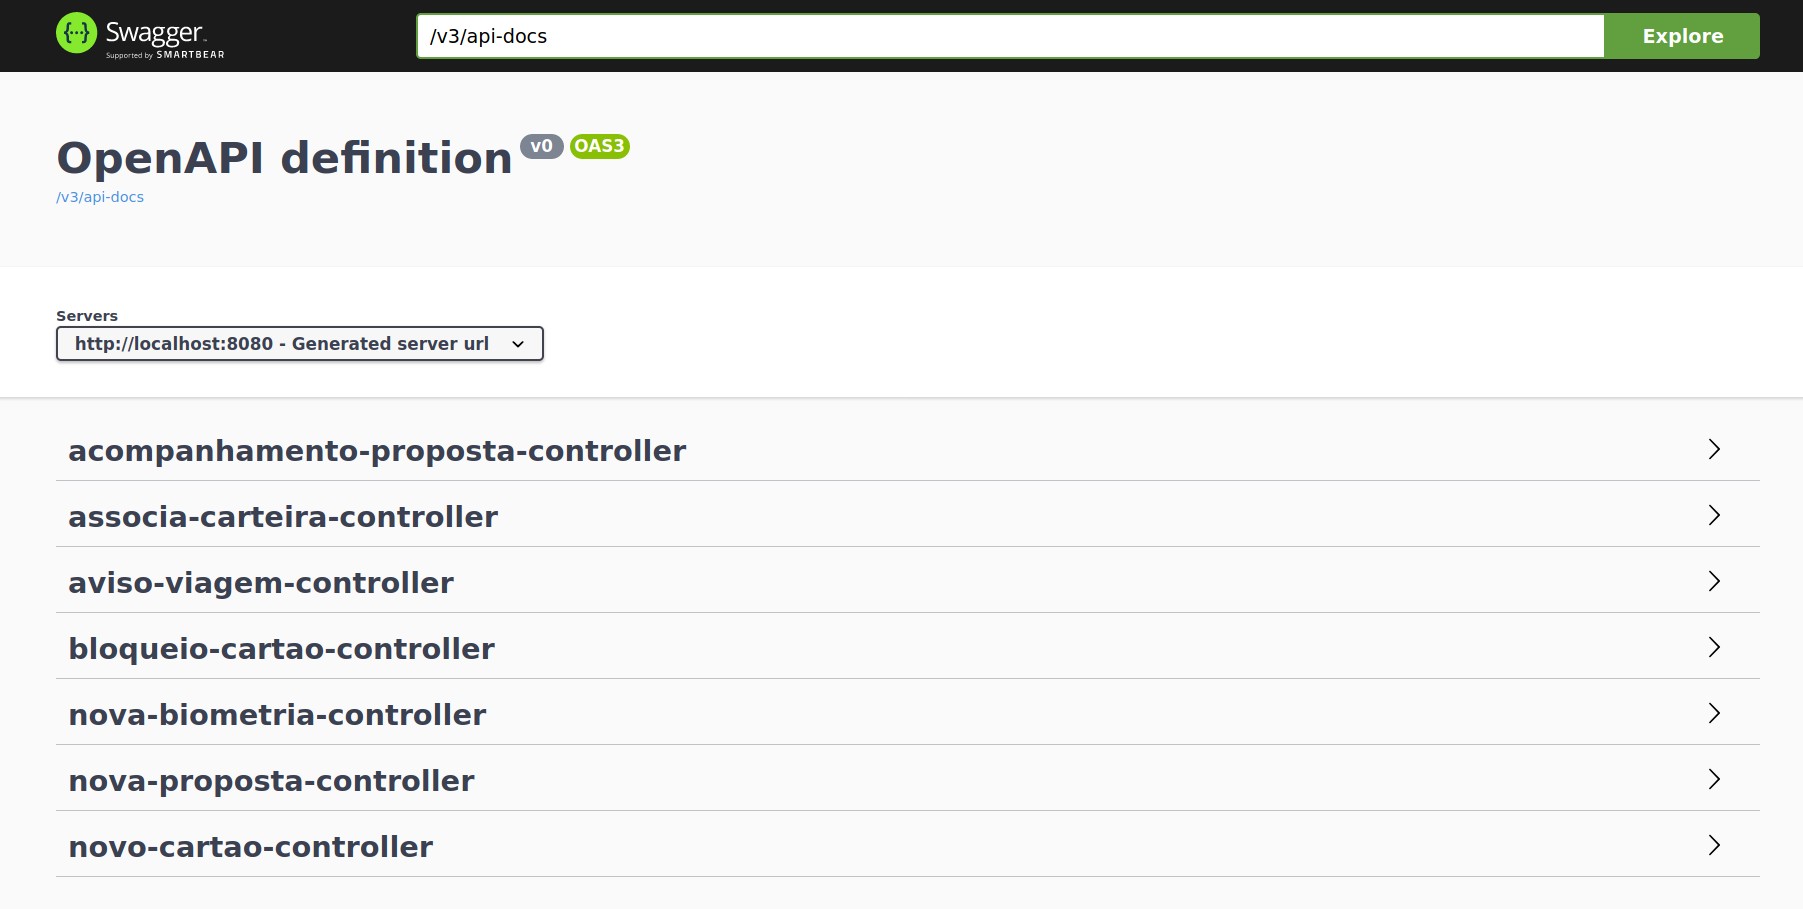 Swagger™
Supported by SMARTBEAR
/v3/api-docs
Explore
OpenAPI definition v0 OAS3
/v3/api-docs
Servers
http://localhost:8080 - Generated server url
acompanhamento-proposta-controller
associa-carteira-controller
aviso-viagem-controller
bloqueio-cartao-controller
nova-biometria-controller
nova-proposta-controller
novo-cartao-controller